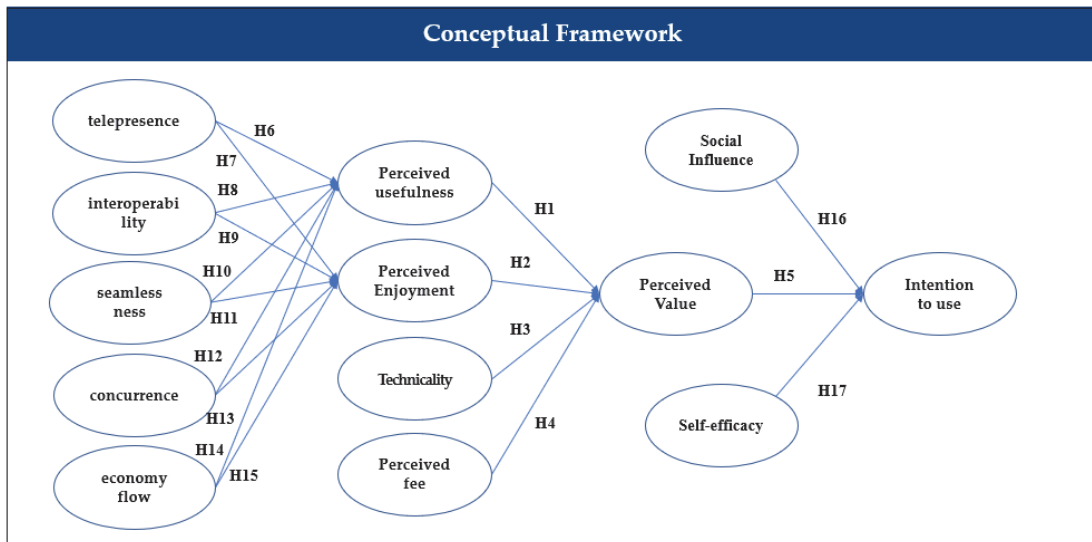 Conceptual Framework
telepresence
interoperabi
lity
seamless
ness
concurrence
economy
flow
H6
H7
H8
H9
H10
H11
H12
H13
H14
H15
Perceived
usefulness
Perceived
Enjoyment
Technicality
Perceived
fee
H1
H2
H3
H4
Perceived
Value
Social
Influence
Self-efficacy
H16
H5
H17
Intention
to use